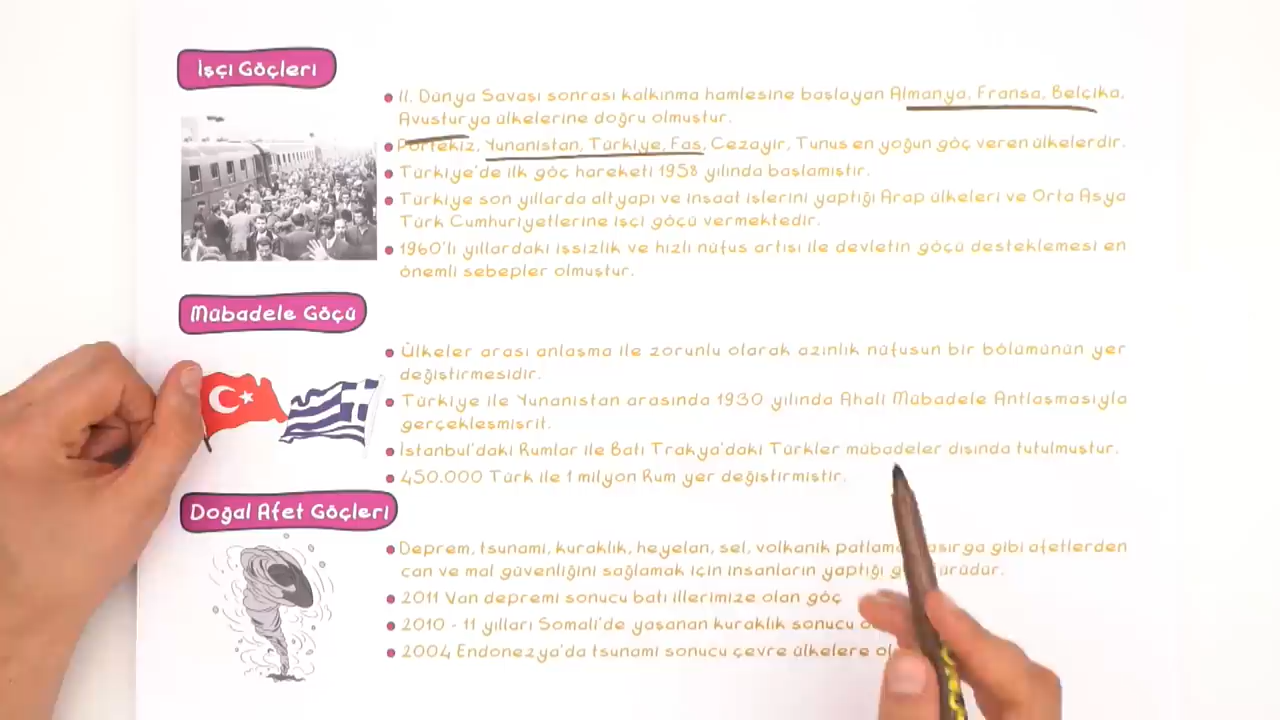 İşçi Göçleri
II. Dünya Savaşı sonrası kalkınma hamlesine başlayan Almanya, Fransa, Belçika,
Avusturya ülkelerine doğru olmuştur.
Portekiz, Yunanistan, Türkiye, Fas, Cezayir, Tunus en yoğun göç veren ülkelerdir.
Türkiye'de ilk göç hareketi 1958 yılında başlamıştır.
Türkiye son yıllarda altyapı ve inşaat işlerini yaptığı Arap ülkeleri ve Orta Asya
Türk Cumhuriyetlerine işçi göçü vermektedir.
1960'lı yıllardaki işsizlik ve hızlı nüfus artışı ile devletin göçü desteklemesi en
önemli sebepler olmuştur.
Mübadele Göçü
Ülkeler arası anlaşma ile zorunlu olarak azınlık nüfusun bir bölümünün yer
değiştirmesidir.
Türkiye ile Yunanistan arasında 1930 yılında Ahali Mübadele Antlaşmasıyla
gerçekleşmişrit.
İstanbul'daki Rumlar ile Batı Trakya'daki Türkler mübadeler dışında tutulmuştur.
450.000 Türk ile 1 milyon Rum yer değiştirmiştir.
Doğal Afet Göçleri
Deprem, tsunami, kuraklık, heyelan, sel, volkanik gibi afetlerden
can ve mal güvenliğini sağlamak için insanların yaptığı
2011 Van depremi sonucu batı illerimize olan göç
2010 - 11 yılları Somali'de yaşanan kuraklık sonucu
2004 Endonezya'da tsunami sonucu çevre ülkelere